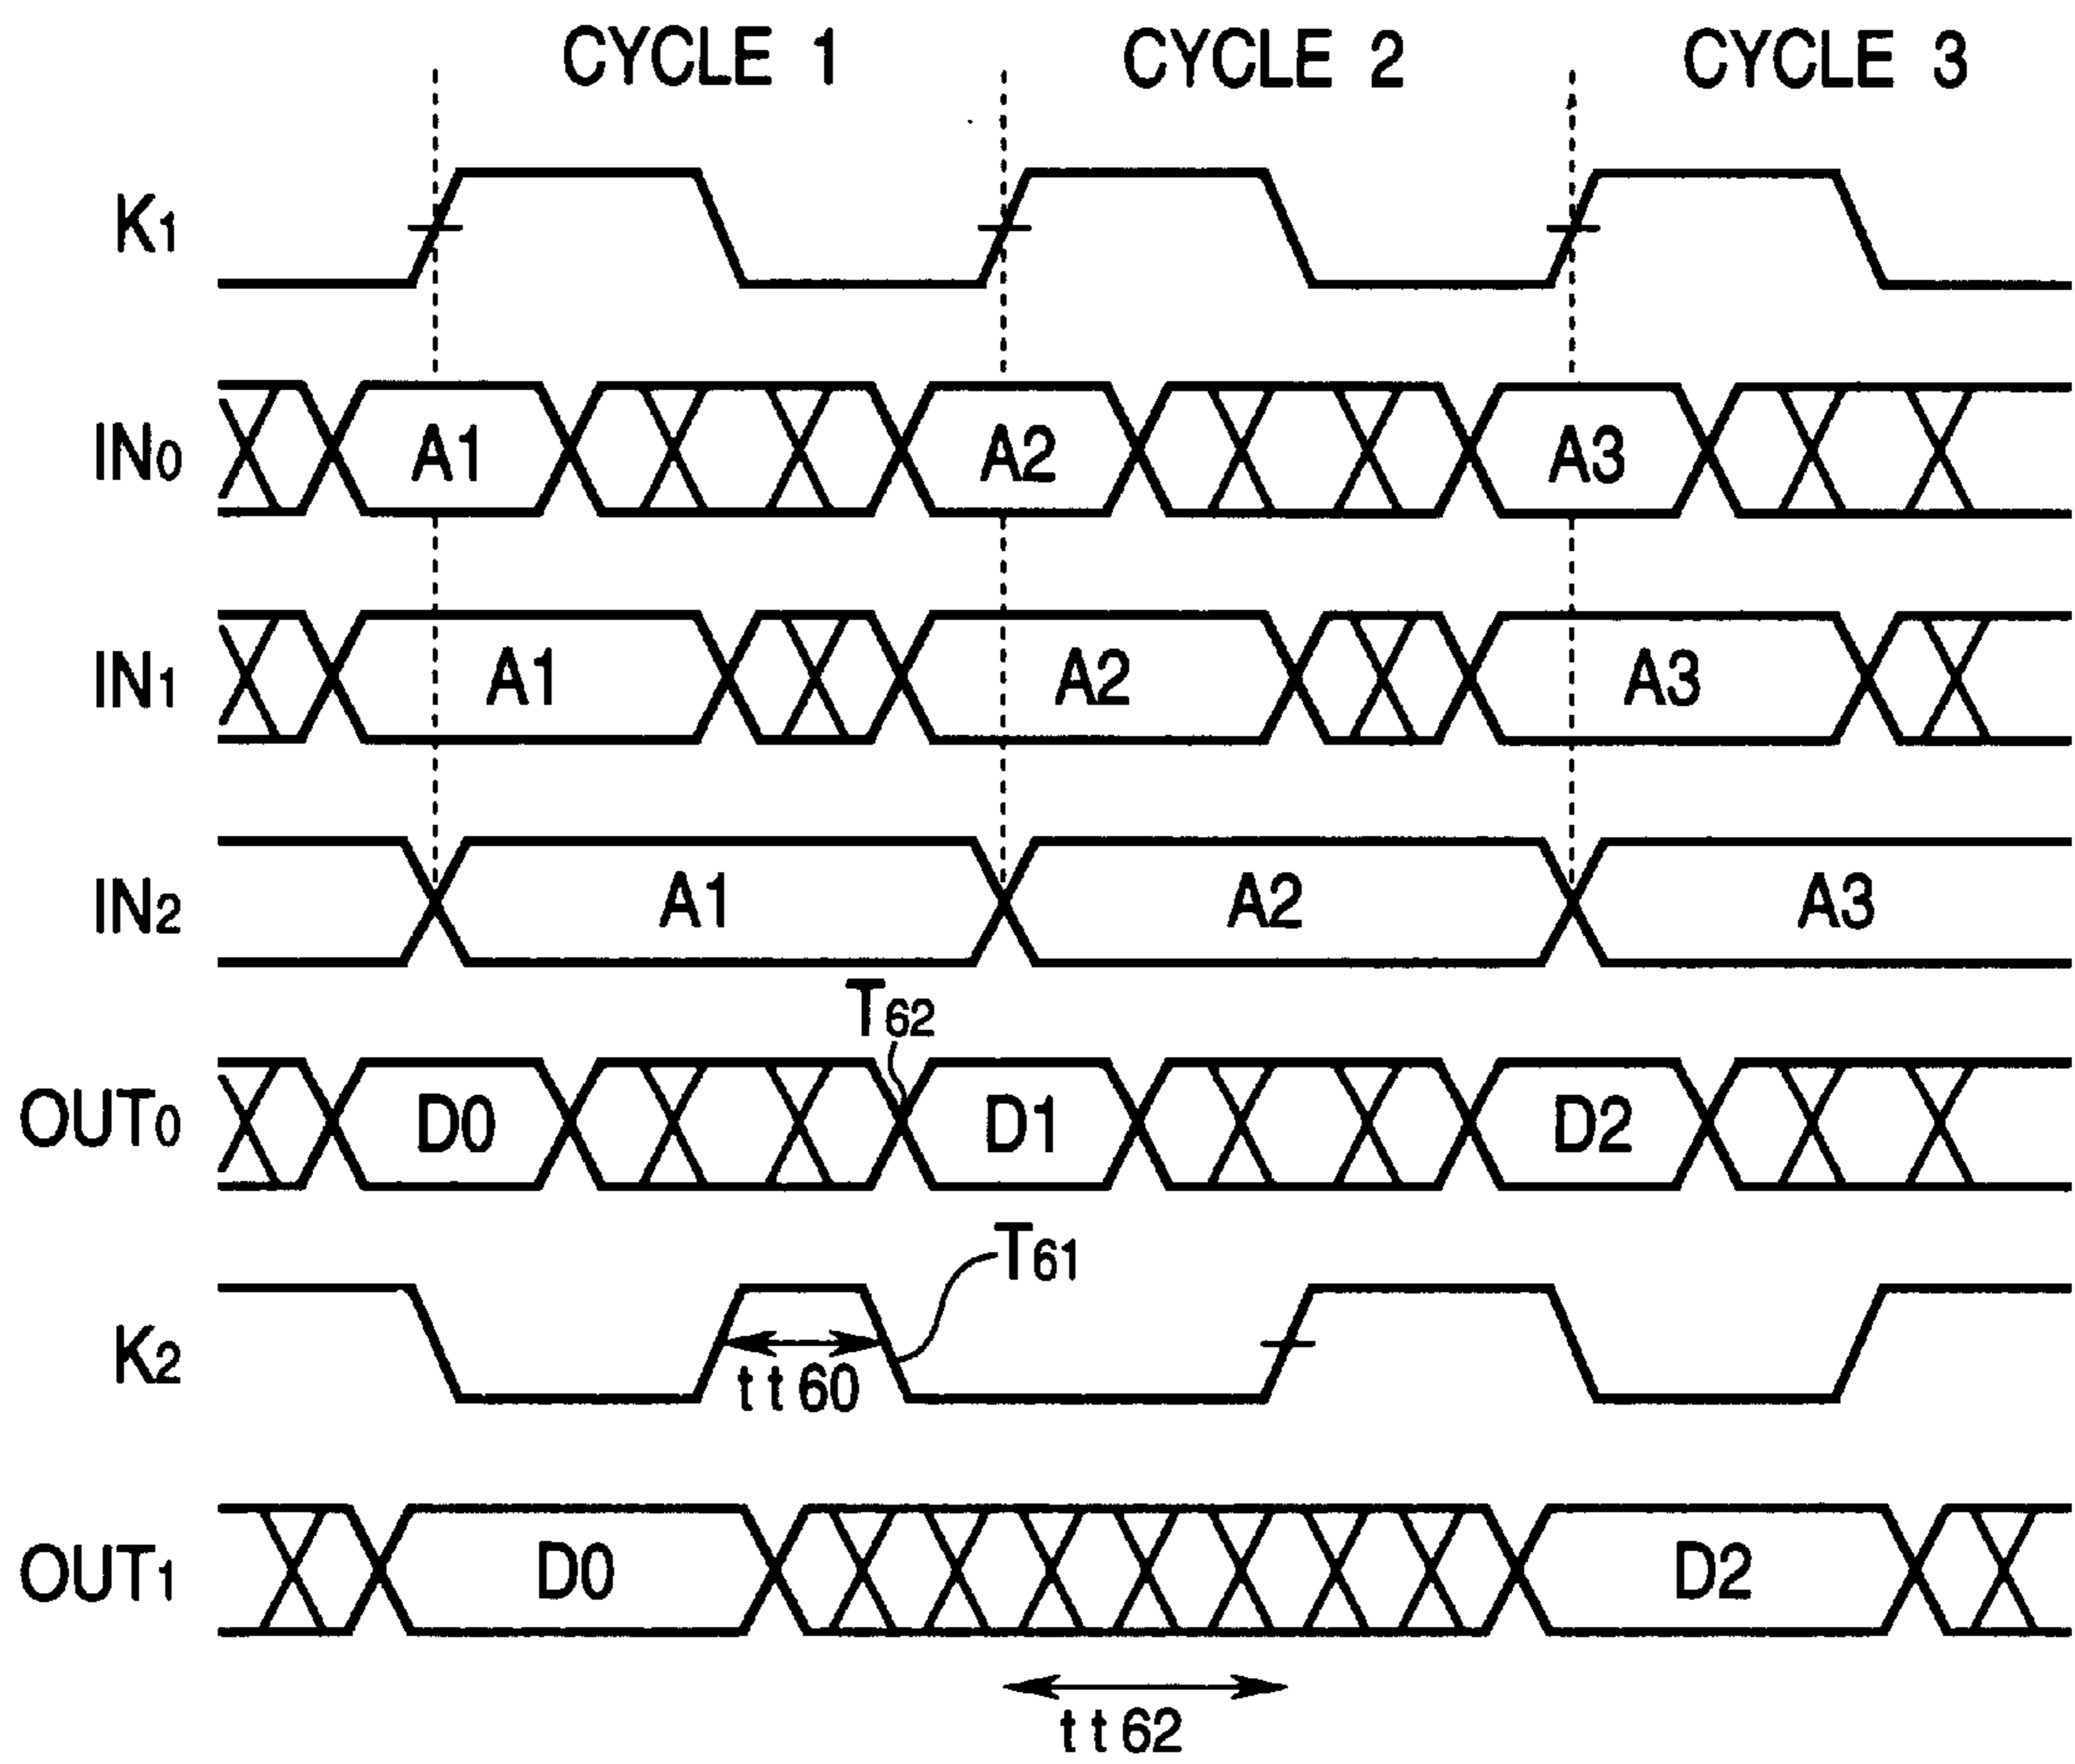 CYCLE 1 CYCLE 2 CYCLE 3
K1
IN0 A1 A2 A3
IN1 A1 A2 A3
IN2 A1 A2 A3
T62
OUT0 D0 D1 D2
T61
K2
tt60
OUT1 D0 D2
tt62